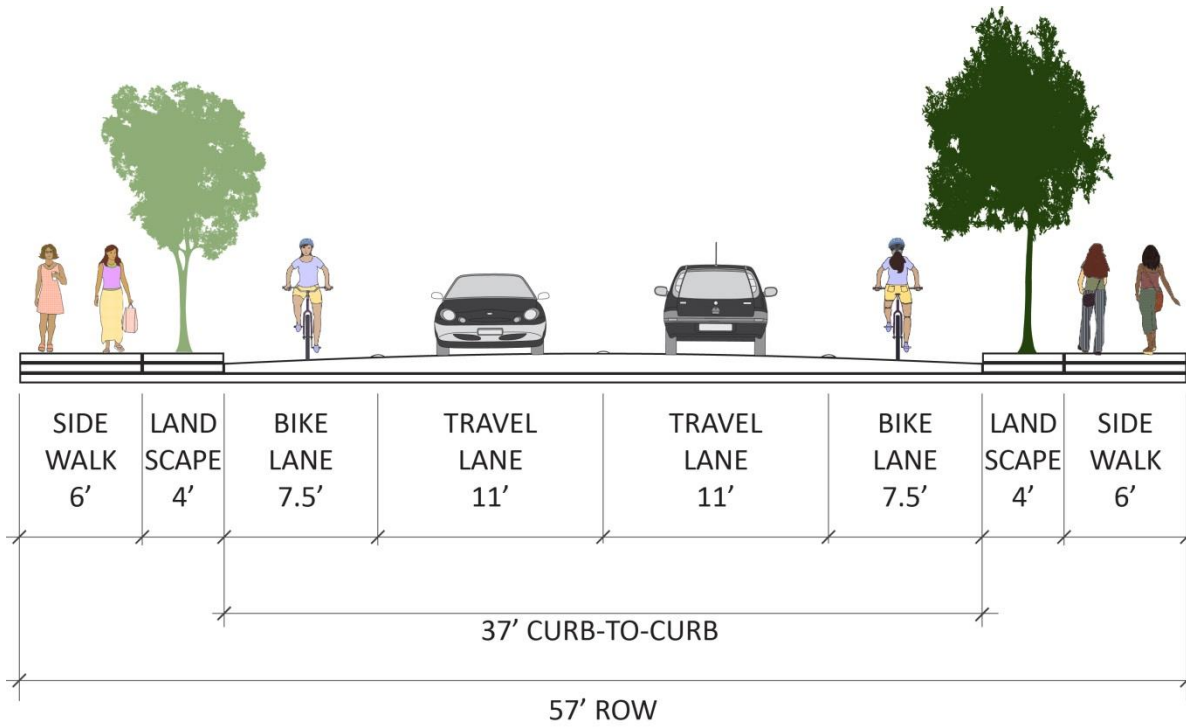 SIDE
WALK
6’
LAND
SCAPE
4’
BIKE
LANE
7.5’
TRAVEL
LANE
11’
TRAVEL
LANE
11’
BIKE
LANE
7.5’
LAND
SCAPE
4’
SIDE
WALK
6’
37’ CURB-TO-CURB
57’ ROW